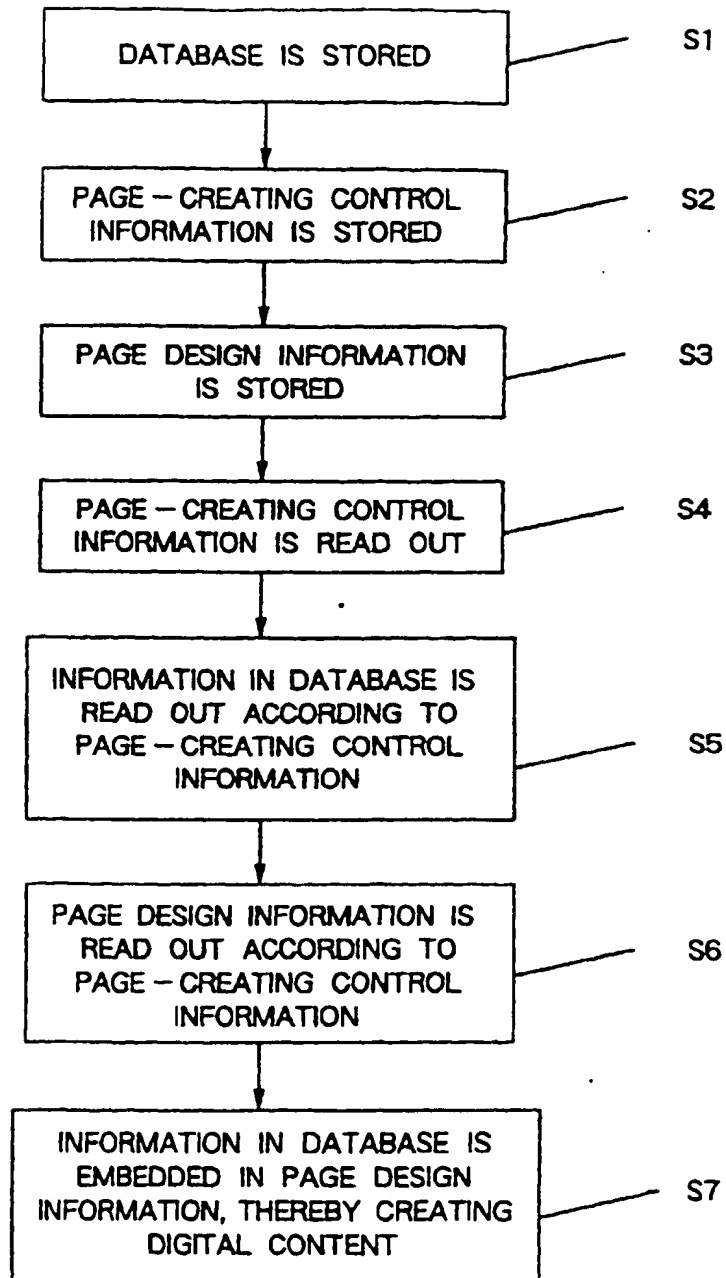 DATABASE IS STORED
S1
PAGE-CREATING CONTROL
INFORMATION IS STORED
S2
PAGE DESIGN INFORMATION
IS STORED
S3
PAGE-CREATING CONTROL
INFORMATION IS READ OUT
S4
INFORMATION IN DATABASE IS
READ OUT ACCORDING TO
PAGE-CREATING CONTROL
INFORMATION
S5
PAGE DESIGN INFORMATION IS
READ OUT ACCORDING TO
PAGE-CREATING CONTROL
INFORMATION
S6
INFORMATION IN DATABASE IS
EMBEDDED IN PAGE DESIGN
INFORMATION, THEREBY CREATING
DIGITAL CONTENT
S7